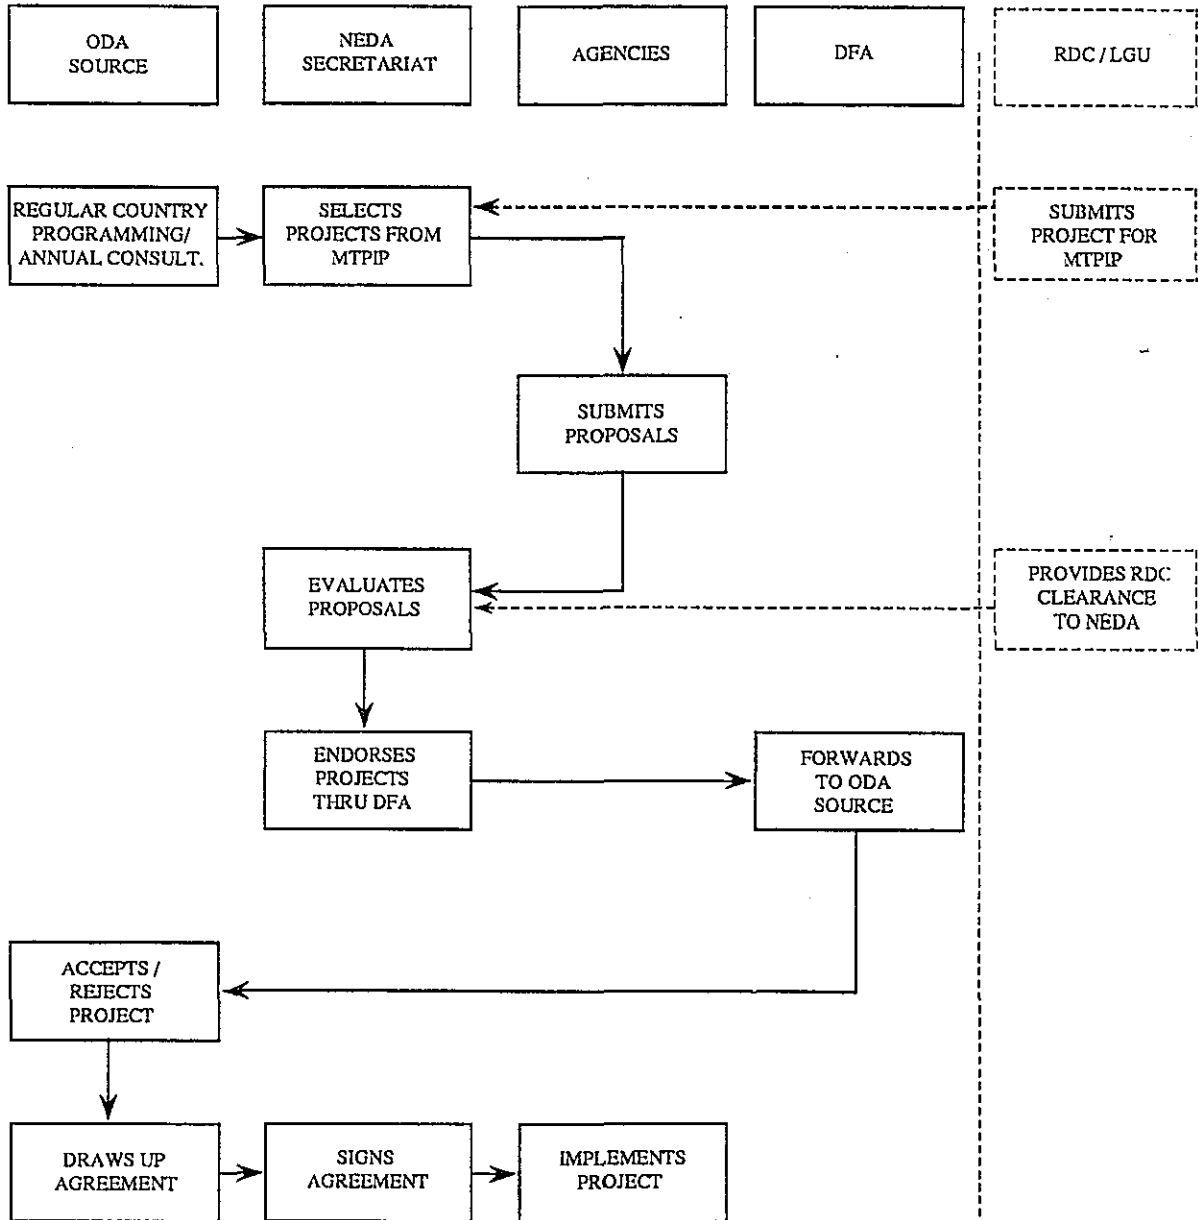 ODA
SOURCE
NEDA
SECRETARIAT
AGENCIES
DFA
RDC / LGU
REGULAR COUNTRY
PROGRAMMING/
ANNUAL CONSULT.
SELECTS
PROJECTS FROM
MTPIP
SUBMITS
PROJECT FOR
MTPIP
SUBMITS
PROPOSALS
EVALUATES
PROPOSALS
PROVIDES RDC
CLEARANCE
TO NEDA
ENDORSES
PROJECTS
THRU DFA
FORWARDS
TO ODA
SOURCE
ACCEPTS /
REJECTS
PROJECT
DRAWS UP
AGREEMENT
SIGNS
AGREEMENT
IMPLEMENTS
PROJECT